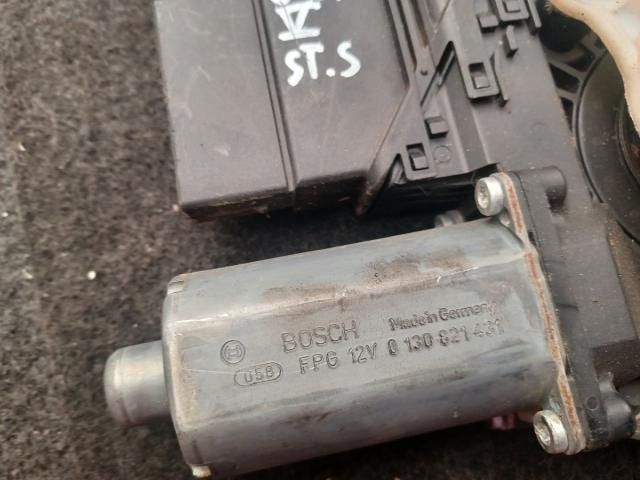 ST.S
BOSCH Made in Germany
058 FPG 12V 0 130 821 431